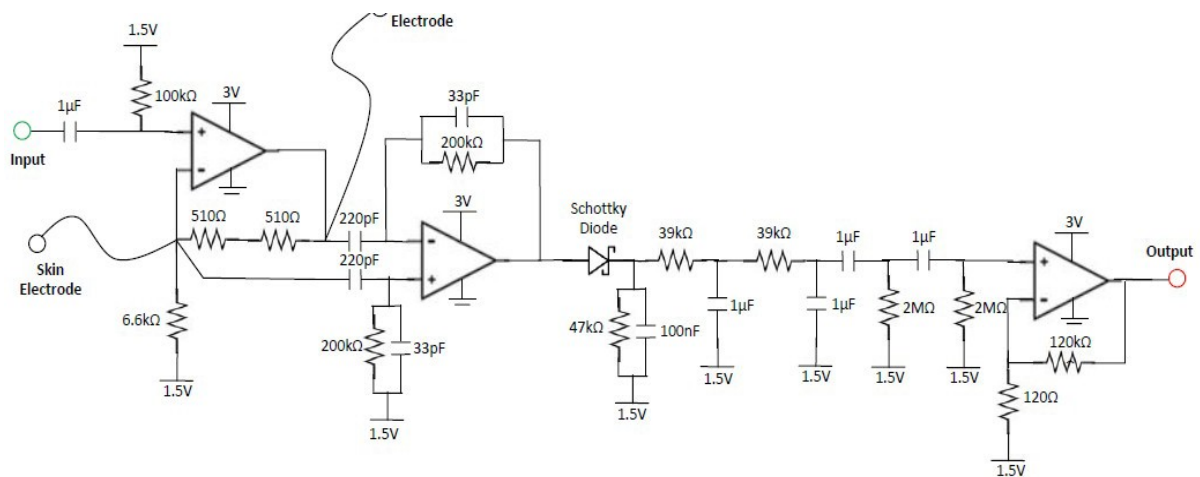 Electrode
1.5V
100kΩ
1µF
3V
Input
+
-
33pF
200kΩ
510Ω
510Ω
220pF
3V
-
+
220pF
Skin
Electrode
6.6kΩ
1.5V
200kΩ
33pF
1.5V
Schottky
Diode
39kΩ
39kΩ
1µF
1µF
47kΩ
100nF
1µF
1µF
2MΩ
2MΩ
1.5V
1.5V
1.5V
1.5V
1.5V
3V
+
-
Output
120kΩ
120Ω
1.5V